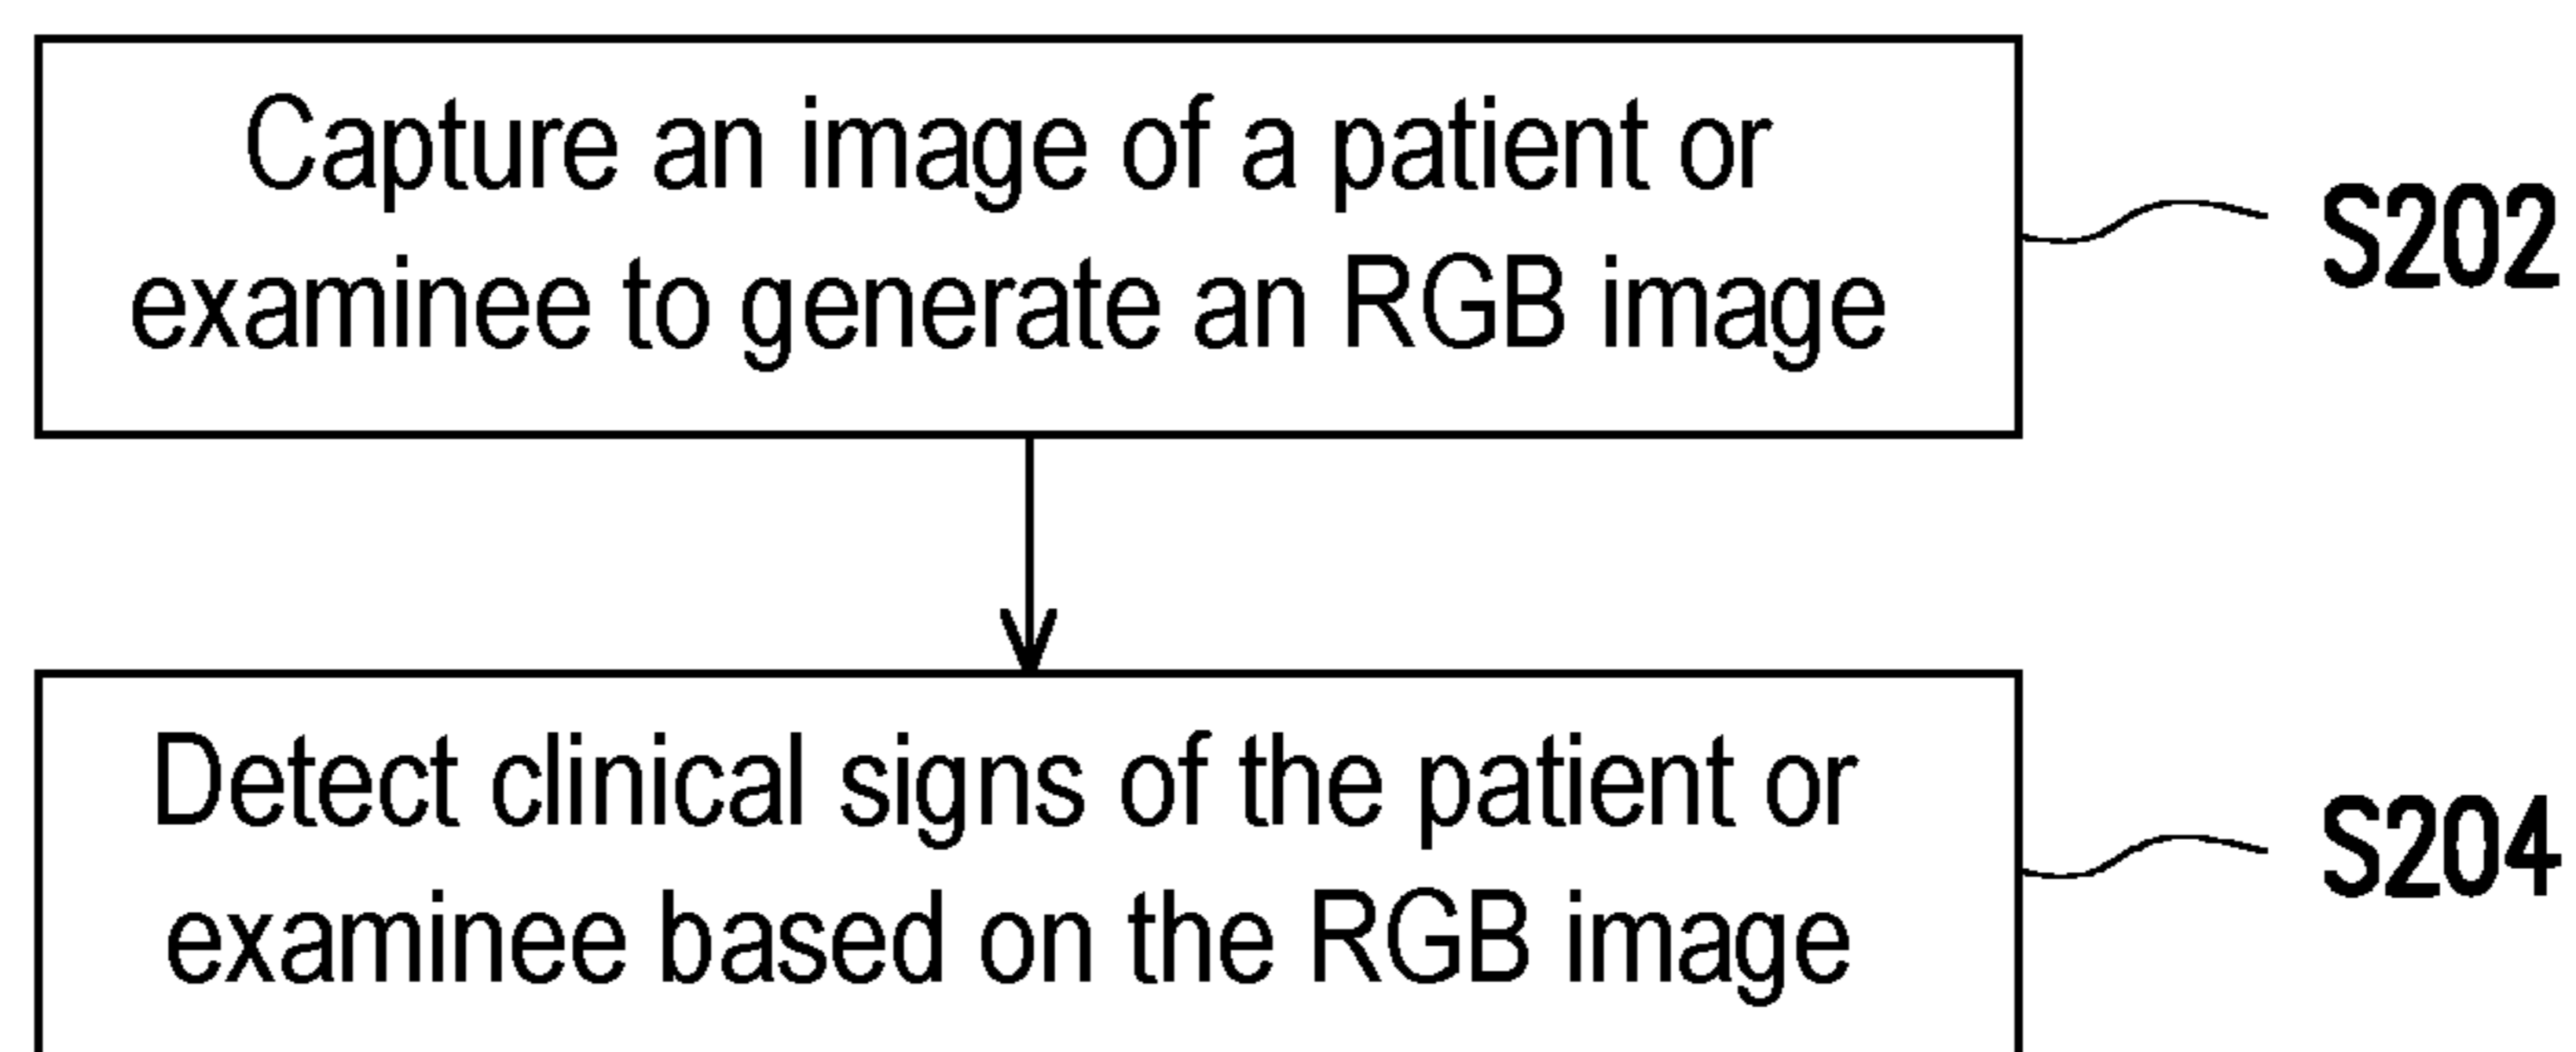 Capture an image of a patient or
examinee to generate an RGB image
S202
Detect clinical signs of the patient or
examinee based on the RGB image
S204